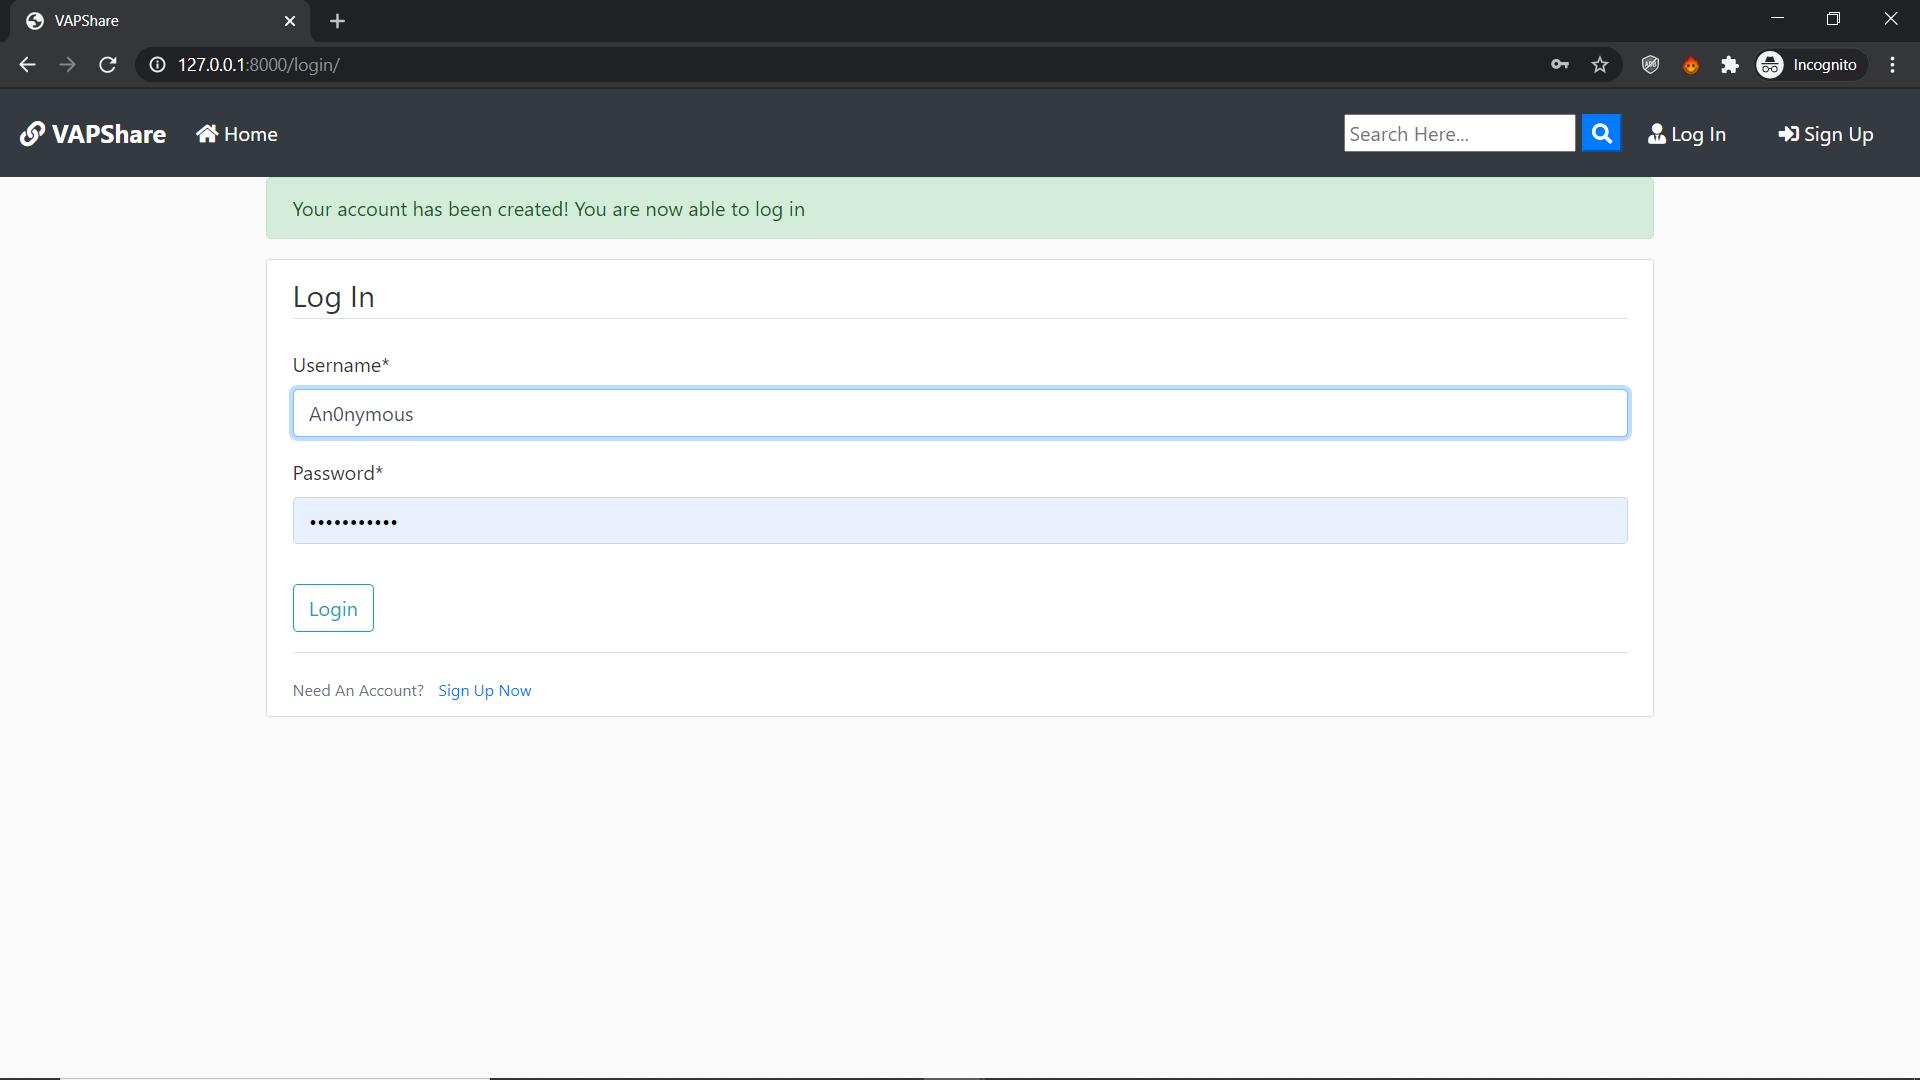 VAPShare
127.0.0.1:8000/login/
Incognito
VAPShare Home Search Here... Log In Sign Up
Your account has been created! You are now able to log in
Log In
Username*
An0nymous
Password*
•••••••••••
Login
Need An Account? Sign Up Now